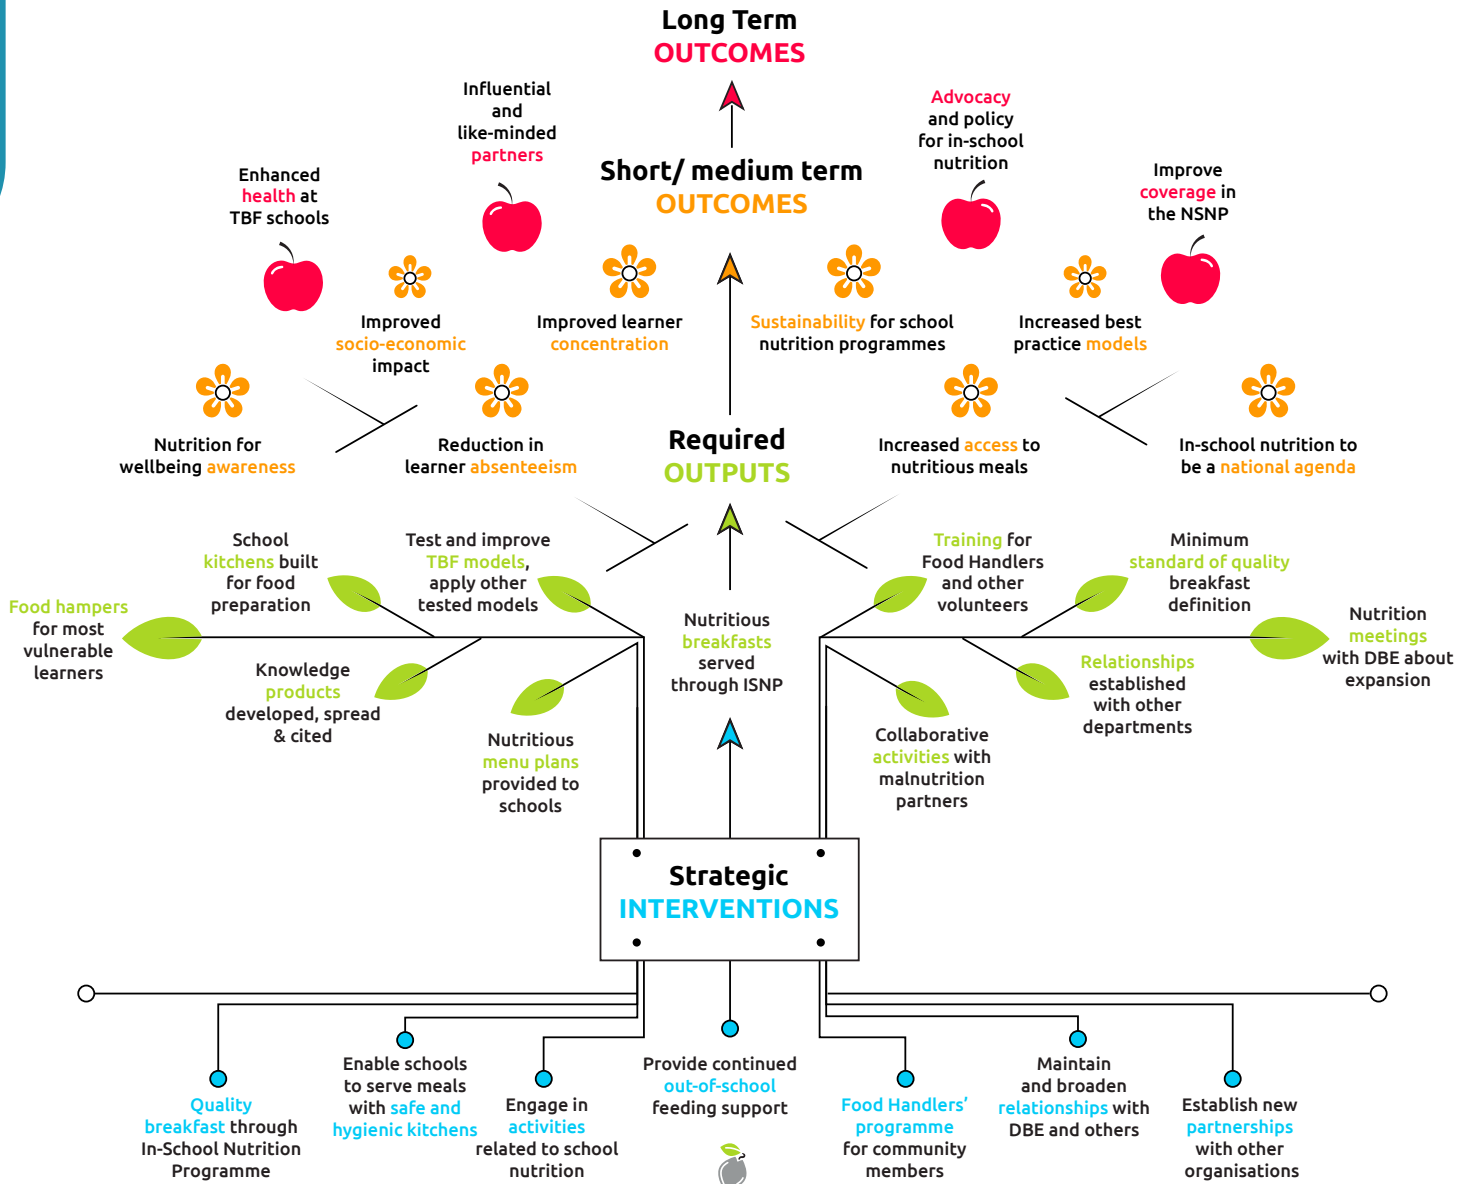 Long Term
OUTCOMES
Influential
and
like-minded
partners
Advocacy
and policy
for in-school
nutrition
Short/ medium term
OUTCOMES
Enhanced
health at
TBF schools
Improve
coverage in
the NSNP
Improved
socio-economic
impact
Improved learner
concentration
Sustainability for school
nutrition programmes
Increased best
practice models
Nutrition for
wellbeing awareness
Reduction in
learner absenteeism
Required
OUTPUTS
Increased access to
nutritious meals
In-school nutrition to
be a national agenda
School
kitchens built
for food
preparation
Test and improve
TBF models,
apply other
tested models
Training for
Food Handlers
and other
volunteers
Minimum
standard of quality
breakfast
definition
Food hampers
for most
vulnerable
learners
Nutritious
breakfasts
served
through ISNP
Nutrition
meetings
with DBE about
expansion
Knowledge
products
developed, spread
& cited
Relationships
established
with other
departments
Nutritious
menu plans
provided to
schools
Collaborative
activities with
malnutrition
partners
Strategic
INTERVENTIONS
Quality
breakfast through
In-School Nutrition
Programme
Enable schools
to serve meals
with safe and
hygienic kitchens
Engage in
activities
related to school
nutrition
Provide continued
out-of-school
feeding support
Food Handlers'
programme
for community
members
Maintain
and broaden
relationships with
DBE and others
Establish new
partnerships
with other
organisations